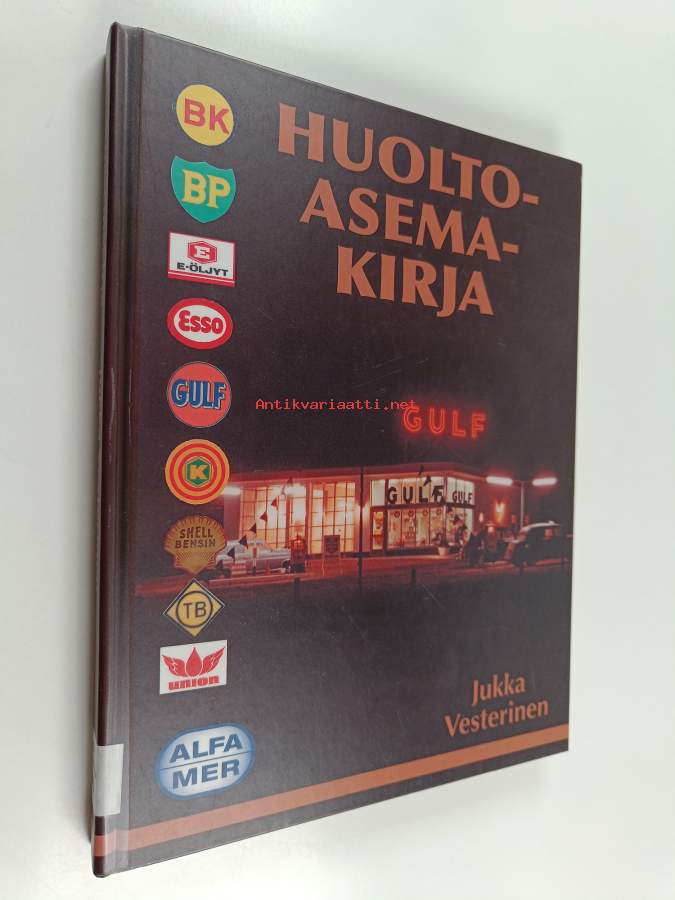 HUOLTO-
ASEMA-
KIRJA
BK
BP
E
E-ÖLJYT
Esso
GULF
K
SHELL
BENSIN
TB
union
ALFA
MER
Antikvariaatti.net
GULF
GULF GULF
Jukka
Vesterinen